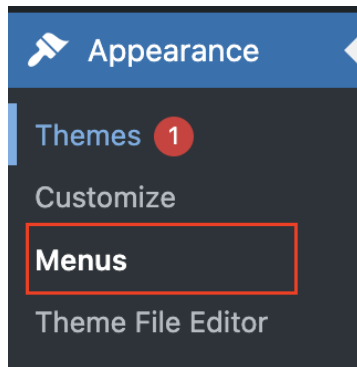 Appearance
Themes 1
Customize
Menus
Theme File Editor